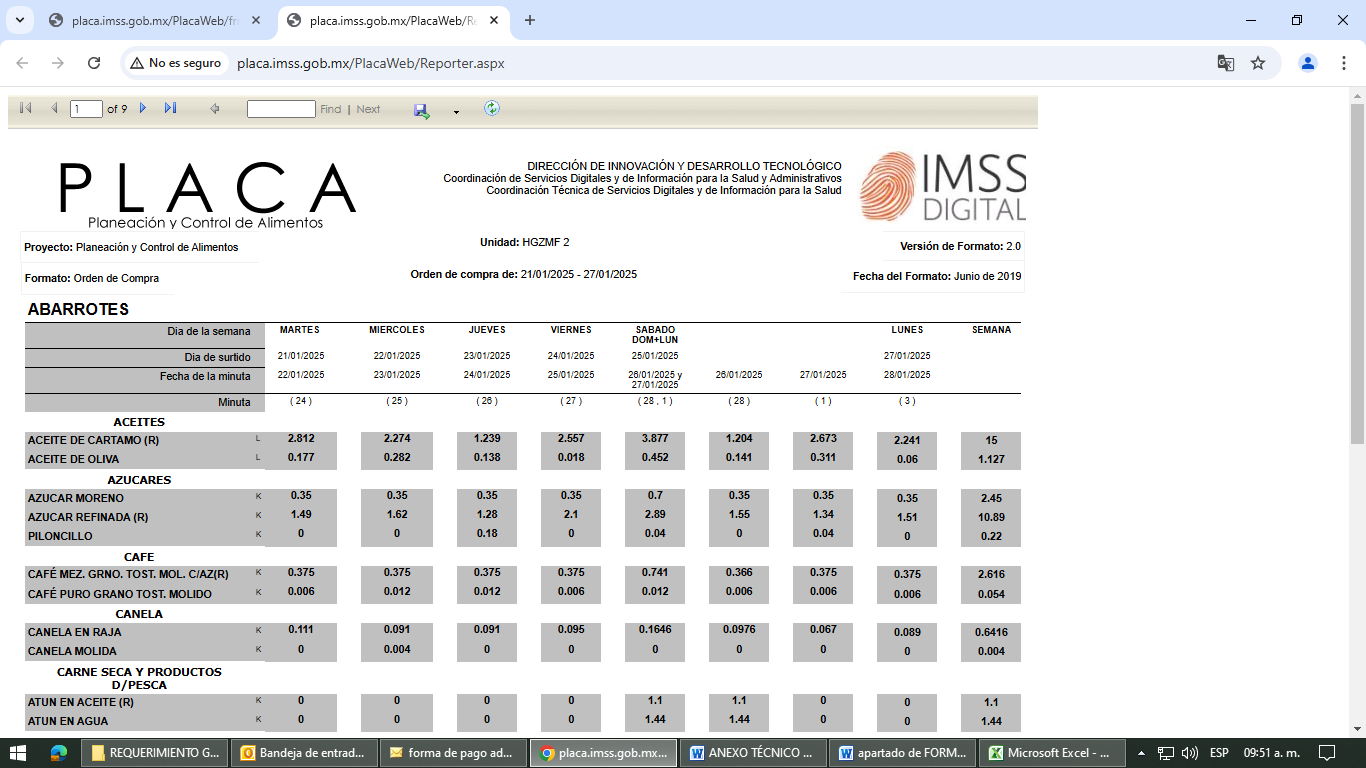 placa.imss.gob.mx/PlacaWeb/fr
placa.imss.gob.mx/PlacaWeb/Re
No es seguro placa.imss.gob.mx/PlacaWeb/Reporter.aspx
1 of 9 Find | Next
PLACA
Planeación y Control de Alimentos
DIRECCIÓN DE INNOVACIÓN Y DESARROLLO TECNOLÓGICO
Coordinación de Servicios Digitales y de Información para la Salud y Administrativos
Coordinación Técnica de Servicios Digitales y de Información para la Salud
IMSS
DIGITAL
Proyecto: Planeación y Control de Alimentos Unidad: HGZMF 2 Versión de Formato: 2.0
Formato: Orden de Compra Orden de compra de: 21/01/2025 - 27/01/2025 Fecha del Formato: Junio de 2019
ABARROTES
Dia de la semana MARTES MIERCOLES JUEVES VIERNES SABADO DOM+LUN LUNES SEMANA
Dia de surtido 21/01/2025 22/01/2025 23/01/2025 24/01/2025 25/01/2025 27/01/2025
Fecha de la minuta 22/01/2025 23/01/2025 24/01/2025 25/01/2025 26/01/2025 y 27/01/2025 26/01/2025 27/01/2025 28/01/2025
Minuta ( 24 ) ( 25 ) ( 26 ) ( 27 ) ( 28 , 1 ) ( 28 ) ( 1 ) ( 3 )
ACEITES
ACEITE DE CARTAMO (R) L 2.812 2.274 1.239 2.557 3.877 1.204 2.673 2.241 15
ACEITE DE OLIVA L 0.177 0.282 0.138 0.018 0.452 0.141 0.311 0.06 1.127
AZUCARES
AZUCAR MORENO K 0.35 0.35 0.35 0.35 0.7 0.35 0.35 0.35 2.45
AZUCAR REFINADA (R) K 1.49 1.62 1.28 2.1 2.89 1.55 1.34 1.51 10.89
PILONCILLO K 0 0 0.18 0 0.04 0 0.04 0 0.22
CAFE
CAFÉ MEZ. GRNO. TOST. MOL. C/AZ(R) K 0.375 0.375 0.375 0.375 0.741 0.366 0.375 0.375 2.616
CAFÉ PURO GRANO TOST. MOLIDO K 0.006 0.012 0.012 0.006 0.012 0.006 0.006 0.006 0.054
CANELA
CANELA EN RAJA K 0.111 0.091 0.091 0.095 0.1646 0.0976 0.067 0.089 0.6416
CANELA MOLIDA K 0 0.004 0 0 0 0 0 0 0.004
CARNE SECA Y PRODUCTOS
D/PESCA
ATUN EN ACEITE (R) K 0 0 0 0 1.1 1.1 0 0 1.1
ATUN EN AGUA K 0 0 0 0 1.44 1.44 0 0 1.44
REQUERIMIENTO G... Bandeja de entrad... forma de pago ad... placa.imss.gob.mx... ANEXO TÉCNICO ... apartado de FORM... Microsoft Excel - ... ESP 09:51 a. m.